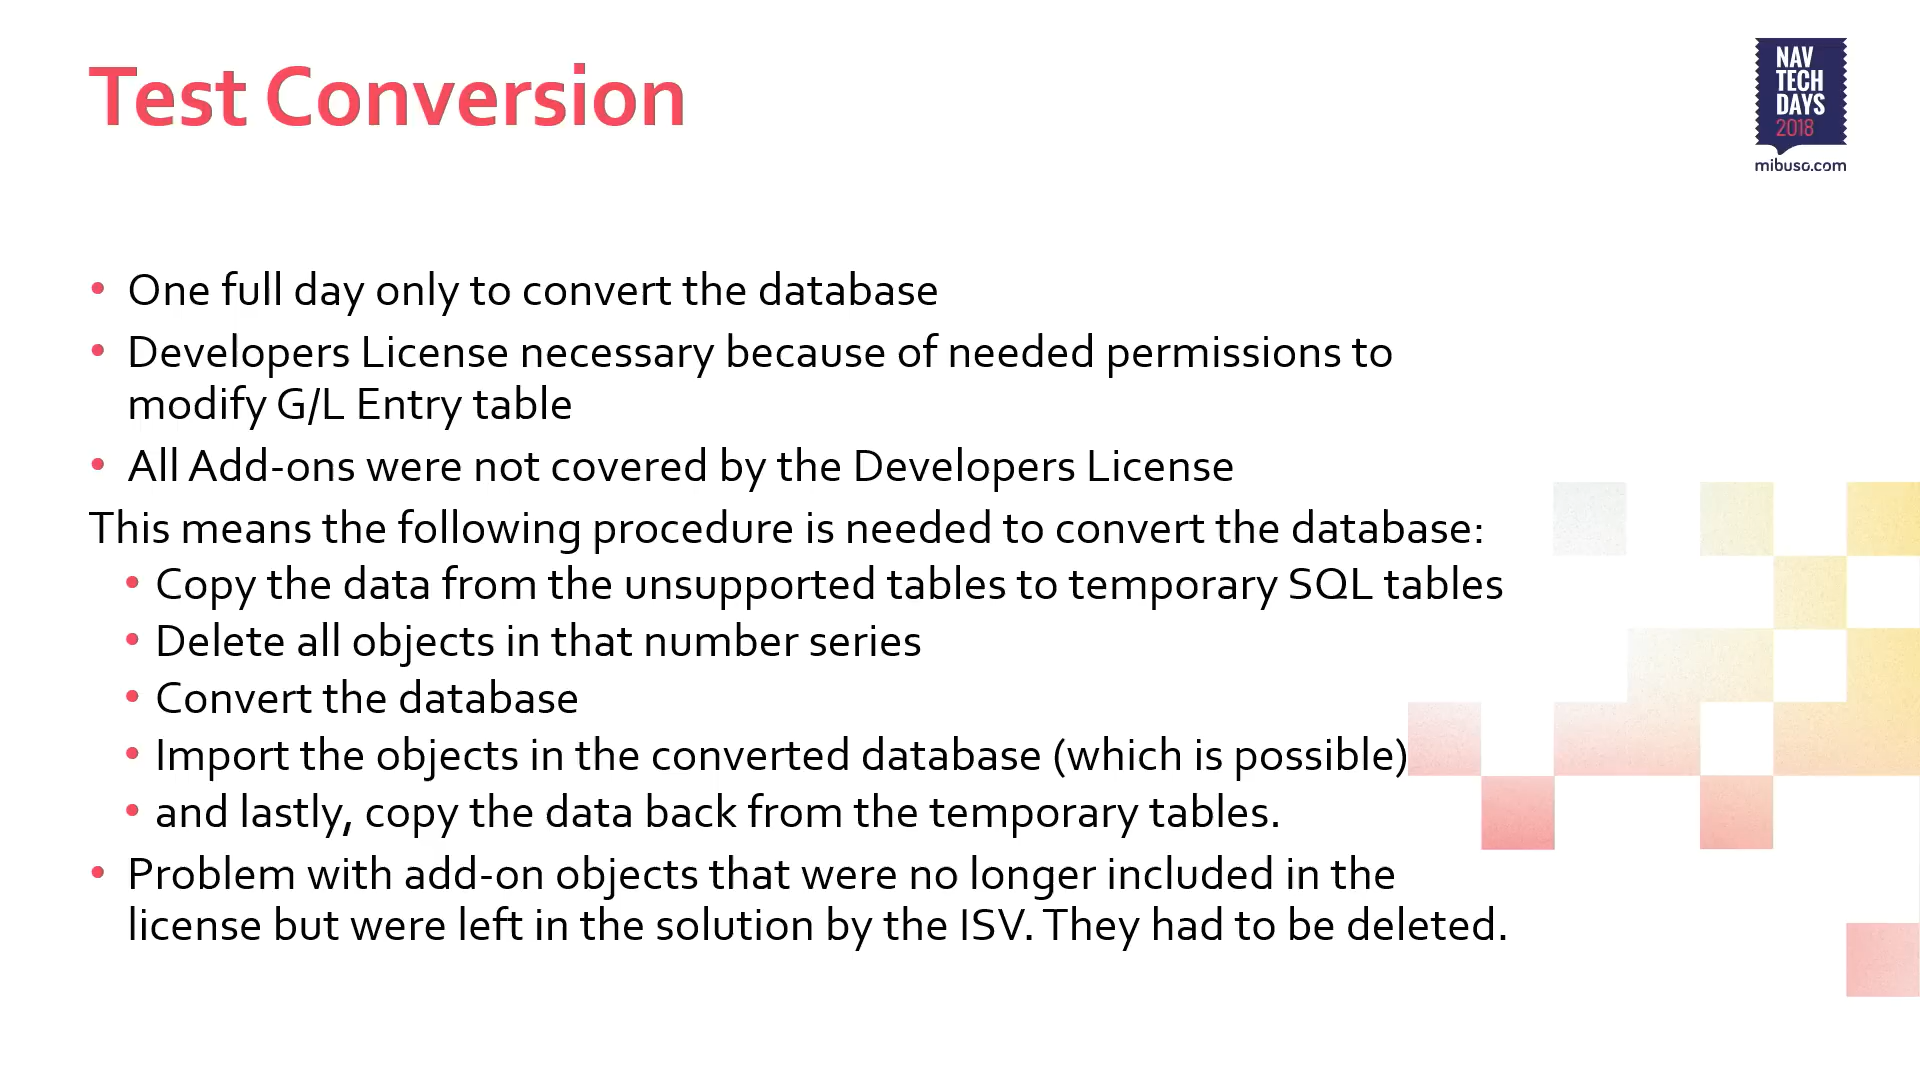 Test Conversion
NAV
TECH
DAYS
2018
mibuso.com
• One full day only to convert the database
• Developers License necessary because of needed permissions to
modify G/L Entry table
• All Add-ons were not covered by the Developers License
This means the following procedure is needed to convert the database:
• Copy the data from the unsupported tables to temporary SQL tables
• Delete all objects in that number series
• Convert the database
• Import the objects in the converted database (which is possible)
• and lastly, copy the data back from the temporary tables.
• Problem with add-on objects that were no longer included in the
license but were left in the solution by the ISV. They had to be deleted.